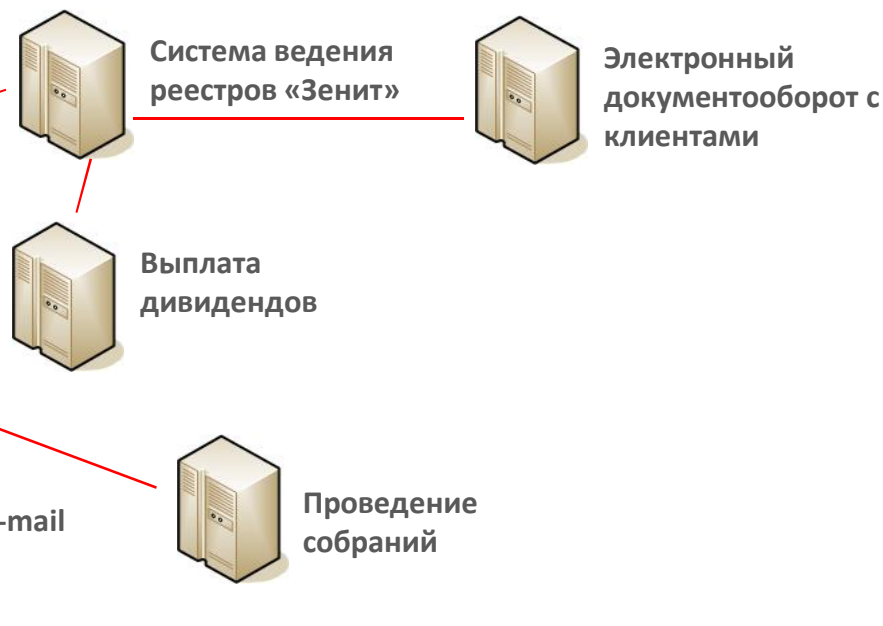 Система ведения
реестров «Зенит»
Электронный
документооборот с
клиентами
Выплата
дивидендов
-mail
Проведение
собраний